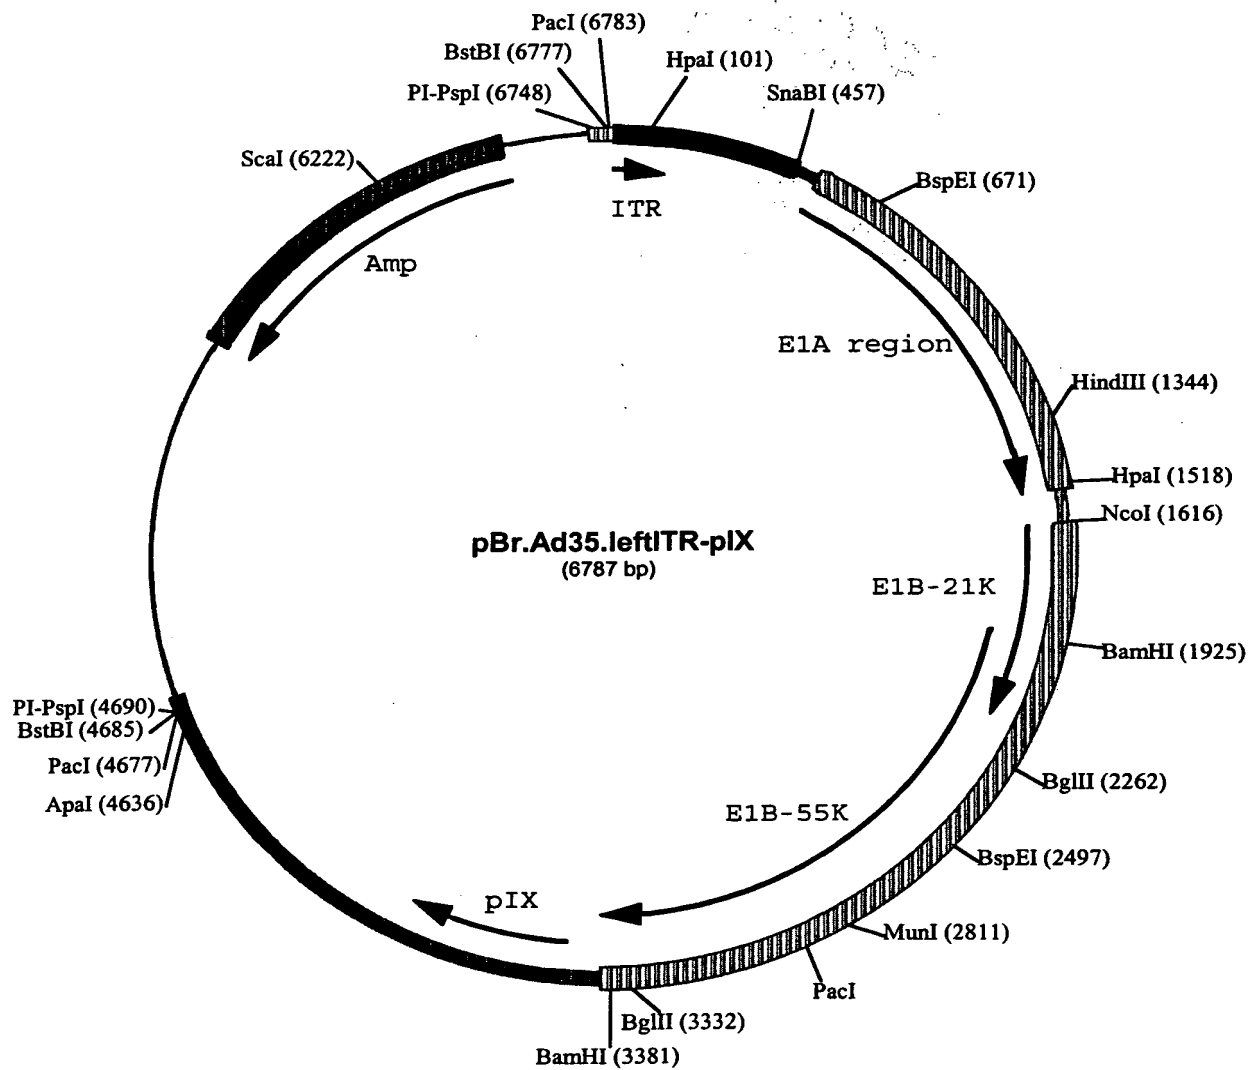 PacI (6783)
BstBI (6777)
HpaI (101)
PI-PspI (6748)
SnaBI (457)
ScaI (6222)
BspEI (671)
ITR
Amp
E1A region
HindIII (1344)
HpaI (1518)
NcoI (1616)
pBr.Ad35.leftITR-pIX
(6787 bp)
E1B-21K
BamHI (1925)
PI-PspI (4690)
BstBI (4685)
PacI (4677)
BglII (2262)
ApaI (4636)
E1B-55K
BspEI (2497)
pIX
MunI (2811)
PacI
BglII (3332)
BamHI (3381)